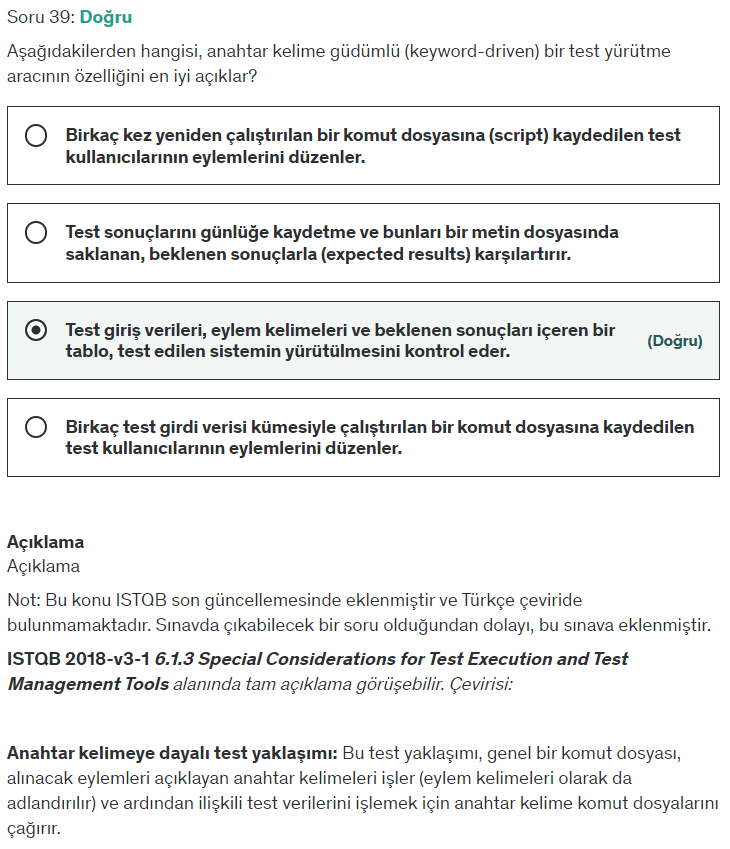 Soru 39: Doğru
Aşağıdakilerden hangisi, anahtar kelime güdümlü (keyword-driven) bir test yürütme
aracının özelliğini en iyi açıklar?
Birkaç kez yeniden çalıştırılan bir komut dosyasına (script) kaydedilen test
kullanıcılarının eylemlerini düzenler.
Test sonuçlarını günlüğe kaydetme ve bunları bir metin dosyasında
saklanan, beklenen sonuçlarla (expected results) karşılartırır.
Test giriş verileri, eylem kelimeleri ve beklenen sonuçları içeren bir
tablo, test edilen sistemin yürütülmesini kontrol eder.
(Doğru)
Birkaç test girdi verisi kümesiyle çalıştırılan bir komut dosyasına kaydedilen
test kullanıcılarının eylemlerini düzenler.
Açıklama
Açıklama
Not: Bu konu ISTQB son güncellemesinde eklenmiştir ve Türkçe çeviride
bulunmamaktadır. Sınavda çıkabilecek bir soru olduğundan dolayı, bu sınava eklenmiştir.
ISTQB 2018-v3-1 6.1.3 Special Considerations for Test Execution and Test
Management Tools alanında tam açıklama görüşebilir. Çevirisi:
Anahtar kelimeye dayalı test yaklaşımı: Bu test yaklaşımı, genel bir komut dosyası,
alınacak eylemleri açıklayan anahtar kelimeleri işler (eylem kelimeleri olarak da
adlandırılır) ve ardından ilişkili test verilerini işlemek için anahtar kelime komut dosyalarını
çağırır.